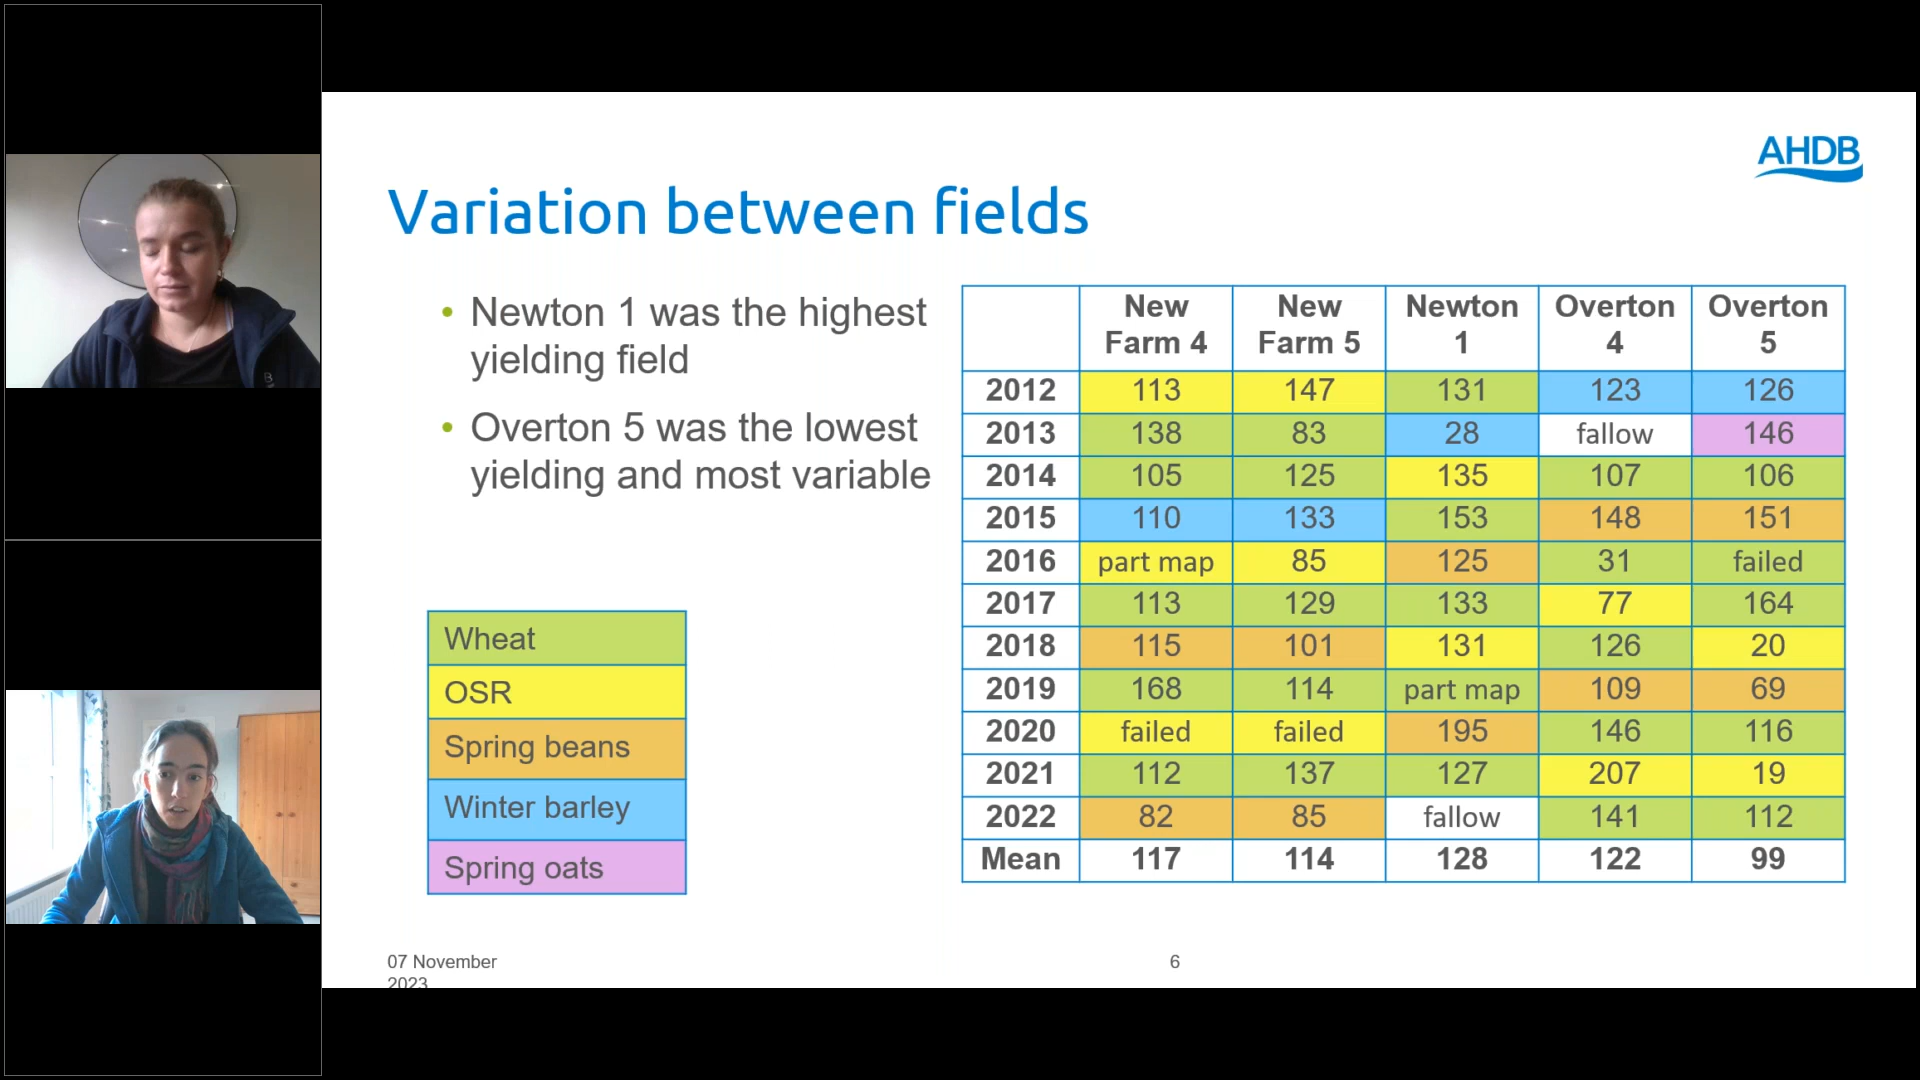 AHDB
Variation between fields
• Newton 1 was the highest
yielding field
• Overton 5 was the lowest
yielding and most variable
Wheat
OSR
Spring beans
Winter barley
Spring oats
New Farm 4 New Farm 5 Newton 1 Overton 4 Overton 5
2012 113 147 131 123 126
2013 138 83 28 fallow 146
2014 105 125 135 107 106
2015 110 133 153 148 151
2016 part map 85 125 31 failed
2017 113 129 133 77 164
2018 115 101 131 126 20
2019 168 114 part map 109 69
2020 failed failed 195 146 116
2021 112 137 127 207 19
2022 82 85 fallow 141 112
Mean 117 114 128 122 99
07 November
2023
6